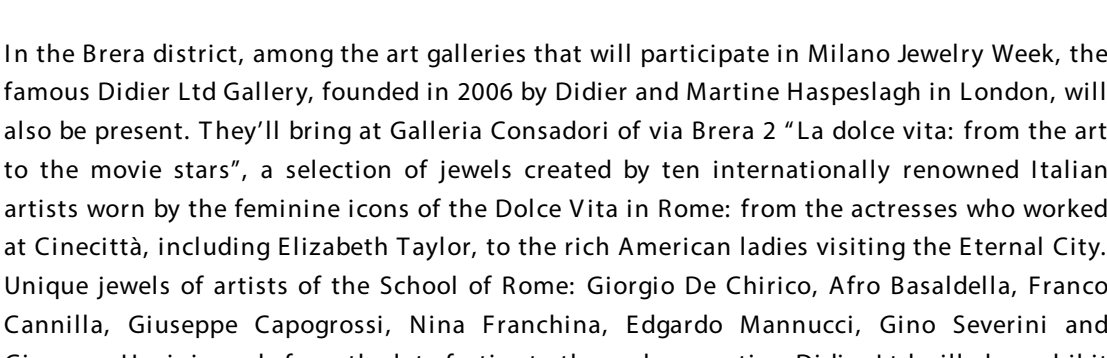 In the Brera district, among the art galleries that will participate in Milano Jewelry Week, the
famous Didier Ltd Gallery, founded in 2006 by Didier and Martine Haspeslagh in London, will
also be present. They’ll bring at Galleria Consadori of via Brera 2 “La dolce vita: from the art
to the movie stars”, a selection of jewels created by ten internationally renowned Italian
artists worn by the feminine icons of the Dolce Vita in Rome: from the actresses who worked
at Cinecittà, including Elizabeth Taylor, to the rich American ladies visiting the Eternal City.
Unique jewels of artists of the School of Rome: Giorgio De Chirico, Afro Basaldella, Franco
Cannilla, Giuseppe Capogrossi, Nina Franchina, Edgardo Mannucci, Gino Severini and